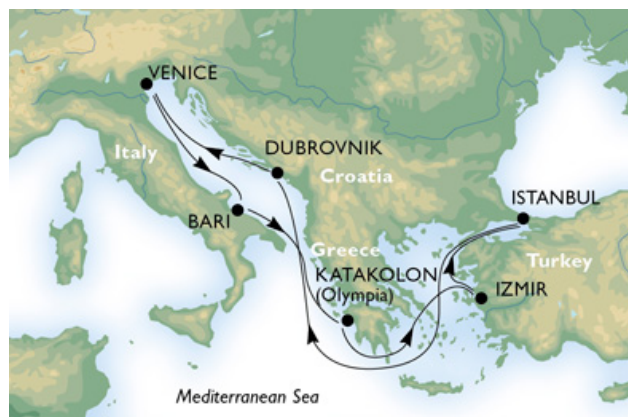 VENICE
Italy
DUBROVNIK
Croatia
BARI
ISTANBUL
Greece
Turkey
KATAKOLON
(Olympia)
IZMIR
Mediterranean Sea